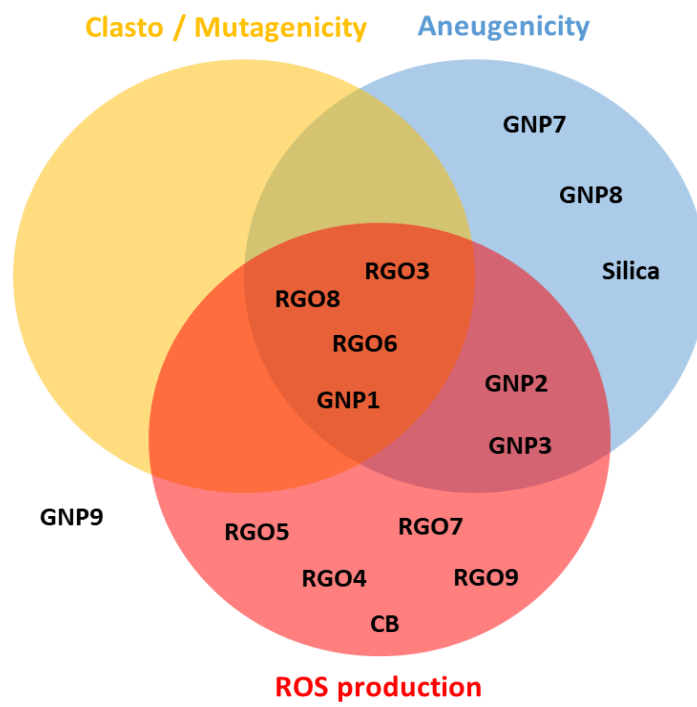 Clasto / Mutagenicity
Aneugenicity
GNP7
GNP8
Silica
RGO3
RGO8
RGO6
GNP2
GNP1
GNP3
GNP9
RGO5
RGO7
RGO4
RGO9
CB
ROS production